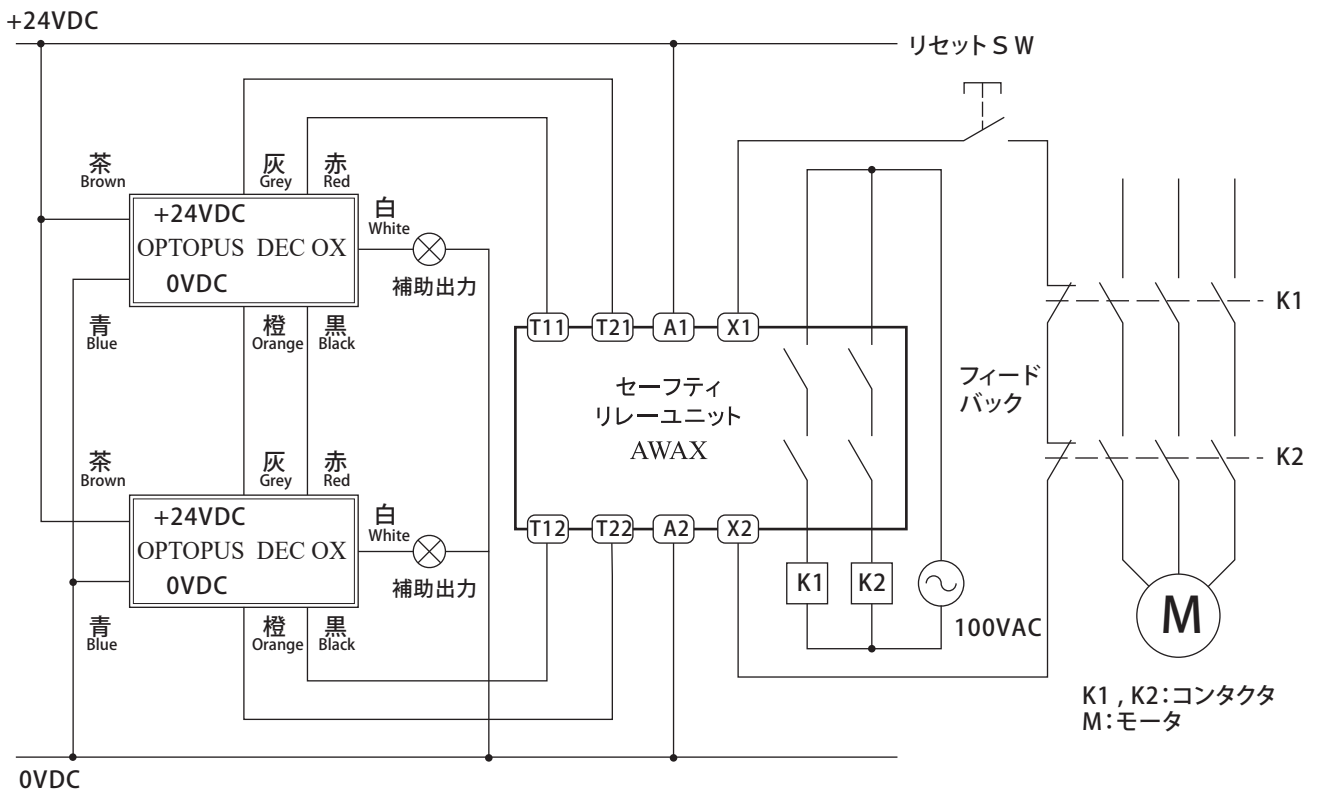 +24VDC
リセットSW
茶
Brown
灰
Grey
赤
Red
白
White
+24VDC
OPTOPUS DEC OX
0VDC
補助出力
青
Blue
橙
Orange
黒
Black
T11
T21
A1
X1
K1
セーフティ
リレーユニット
AWAX
フィード
バック
茶
Brown
灰
Grey
赤
Red
白
White
+24VDC
OPTOPUS DEC OX
0VDC
補助出力
青
Blue
橙
Orange
黒
Black
T12
T22
A2
X2
K2
K1
K2
100VAC
M
K1 , K2:コンタクタ
M:モータ
0VDC